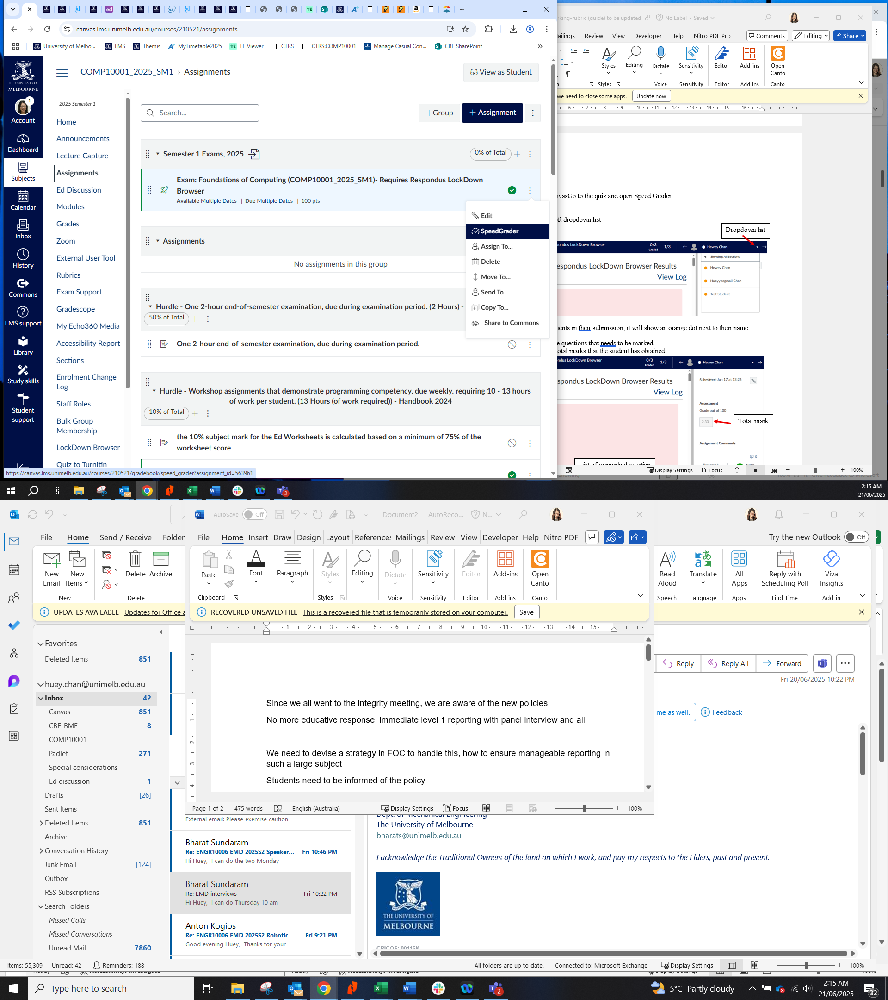 canvas.lms.unimelb.edu.au/courses/210521/assignments
University of Melbo...
LMS
Themis
MyTimetable2025
TE Viewer
CTRS
CTRS:COMP10001
Manage Casual Con...
CBE SharePoint
THE UNIVERSITY OF
MELBOURNE
1
Account
Dashboard
Subjects
Calendar
Inbox
History
Commons
LMS support
Library
Study skills
Student
support
COMP10001_2025_SM1 > Assignments
View as Student
2025 Semester 1
Home
Announcements
Lecture Capture
Assignments
Ed Discussion
Modules
Grades
Zoom
External User Tool
Rubrics
Exam Support
Gradescope
My Echo360 Media
Accessibility Report
Sections
Enrolment Change
Log
Staff Roles
Bulk Group
Membership
LockDown Browser
Quiz to Turnitin
Search...
+Group
+ Assignment
Semester 1 Exams, 2025
0% of Total
Exam: Foundations of Computing (COMP10001_2025_SM1)- Requires Respondus LockDown
Browser
Available Multiple Dates | Due Multiple Dates | 100 pts
Edit
SpeedGrader
Assign To...
Delete
Move To...
Send To...
Copy To...
Share to Commons
Assignments
No assignments in this group
Hurdle - One 2-hour end-of-semester examination, due during examination period. (2 Hours) -
50% of Total
One 2-hour end-of-semester examination, due during examination period.
Hurdle - Workshop assignments that demonstrate programming competency, due weekly, requiring 10 - 13 hours
of work per student. (13 Hours (of work required)) - Handbook 2024
10% of Total
the 10% subject mark for the Ed Worksheets is calculated based on a minimum of 75% of the
worksheet score
https://canvas.lms.unimelb.edu.au/courses/210521/gradebook/speed_grader?assignment_id=563961
rking-rubric (guide) to be updated
No Label • Saved
ailings Review View Developer Help Nitro PDF Pro
Comments
Editing
Share
Styles
Editing
Dictate
Sensitivity
Editor
Add-ins
Open
Canto
Styles
Voice
Sensitivity
Editor
Add-ins
Canto
we need to close some apps.
Update now
6 7 8 9 10 11 12 13 14 15 16
nvasGo to the quiz and open Speed Grader
ft dropdown list
Dropdown list
ondus LockDown Browser
0/3
Graded
1/3
Hewey Chan
Showing: All Sections
Hewey Chan
Hueyyeegmail Chan
Test Student
espondus LockDown Browser Results
View Log
nents in their submission, it will show an orange dot next to their name.
e questions that needs to be marked.
otal marks that the student has obtained.
ndus LockDown Browser
0/3
Graded
1/3
Hewey Chan
spondus LockDown Browser Results
View Log
Submitted: Jun 17 at 13:26
Assessment
Grade out of 100
2.33
Total mark
Assignment Comments
0
List of unmarked question
Display Settings
Focus
100%
2:15 AM
21/06/2025
File Home Send / Receive Folder
New
Email
New
Items
Delete
Archive
New
Delete
UPDATES AVAILABLE Updates for Office a
Favorites
Deleted Items 851
huey.chan@unimelb.edu.au
Inbox 42
Canvas 851
CBE-BME 8
COMP10001
Padlet 271
Special considerations
Ed discussion 1
Drafts [26]
Sent Items
Deleted Items 851
Archive
Conversation History
Junk Email [124]
Outbox
RSS Subscriptions
Search Folders
Missed Calls
Missed Conversations
Unread Mail 7860
AutoSave Off
Document2 - AutoReco...
N...
File Home Insert Draw Design Layout References Mailings Review View Developer Help Nitro PDF
Paste
Font
Paragraph
Styles
Editing
Dictate
Sensitivity
Editor
Add-ins
Open
Canto
Clipboard
Styles
Voice
Sensitivity
Editor
Add-ins
Canto
RECOVERED UNSAVED FILE This is a recovered file that is temporarily stored on your computer. Save
1 2 3 4 5 6 7 8 9 10 11 12 13 14 15
Since we all went to the integrity meeting, we are aware of the new policies
No more educative response, immediate level 1 reporting with panel interview and all
We need to devise a strategy in FOC to handle this, how to ensure manageable reporting in
such a large subject
Students need to be informed of the policy
Page 1 of 2
475 words
English (Australia)
Display Settings
Focus
100%
Try the new Outlook Off
Read
Aloud
Translate
All
Apps
Reply with
Scheduling Poll
Viva
Insights
Speech
Language
Apps
Find Time
Add-in
Reply
Reply All
Forward
Fri 20/06/2025 10:22 PM
me as well.
Feedback
External email: Please exercise caution
Bharat Sundaram
Re: ENGR10006 EMD 2025S2 Speaker... Fri 10:46 PM
Hi Huey, I can do the two Monday
Bharat Sundaram
Re: EMD interviews Fri 10:22 PM
Hi Huey, I can do Thursday 10 am
Anton Kogios
Re: ENGR10006 EMD 2025S2 Robotic... Fri 9:21 PM
Good evening Huey, Thanks for your
Dept. of Mechanical Engineering
The University of Melbourne
bharats@unimelb.edu.au
I acknowledge the Traditional Owners of the land on which I work, and pay my respects to the Elders, past and present.
THE UNIVERSITY OF
MELBOURNE
Items: 55,309
Unread: 42
Reminders: 188
All folders are up to date.
Connected to: Microsoft Exchange
Display Settings
100%
Type here to search
5°C Partly cloudy
2:15 AM
21/06/2025
32